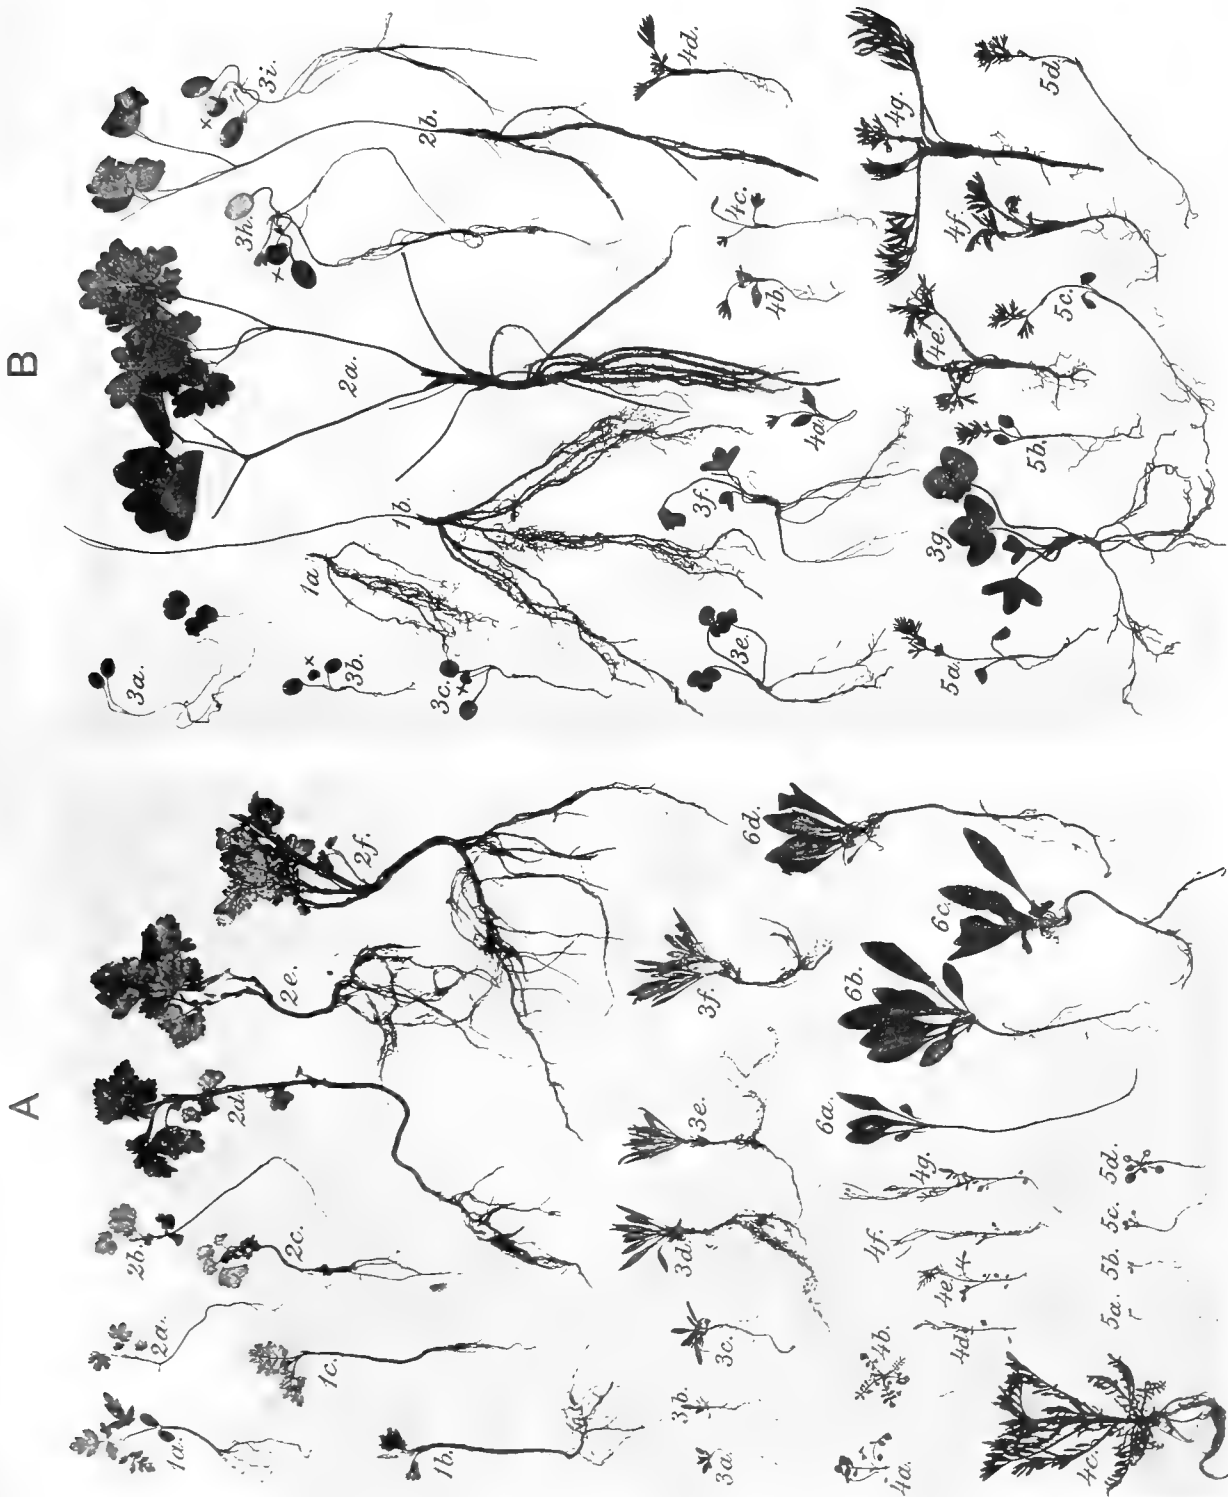 A
1a.
1b.
1c.
2a.
2b.
2c.
2d.
2e.
2f.
3a.
3b.
3c.
3d.
3e.
3f.
4a.
4b.
4c.
4d.
4e.
4f.
4g.
5a.
5b.
5c.
5d.
6a.
6b.
6c.
6d.
B
1a
1b.
2a.
2b.
3a.
3b.
x
3c.
x
3e.
3f.
3g.
3h.
x
3i.
x
4a.
4b.
4c.
4d.
4e.
4f.
4g.
5a.
5b.
5c.
5d.